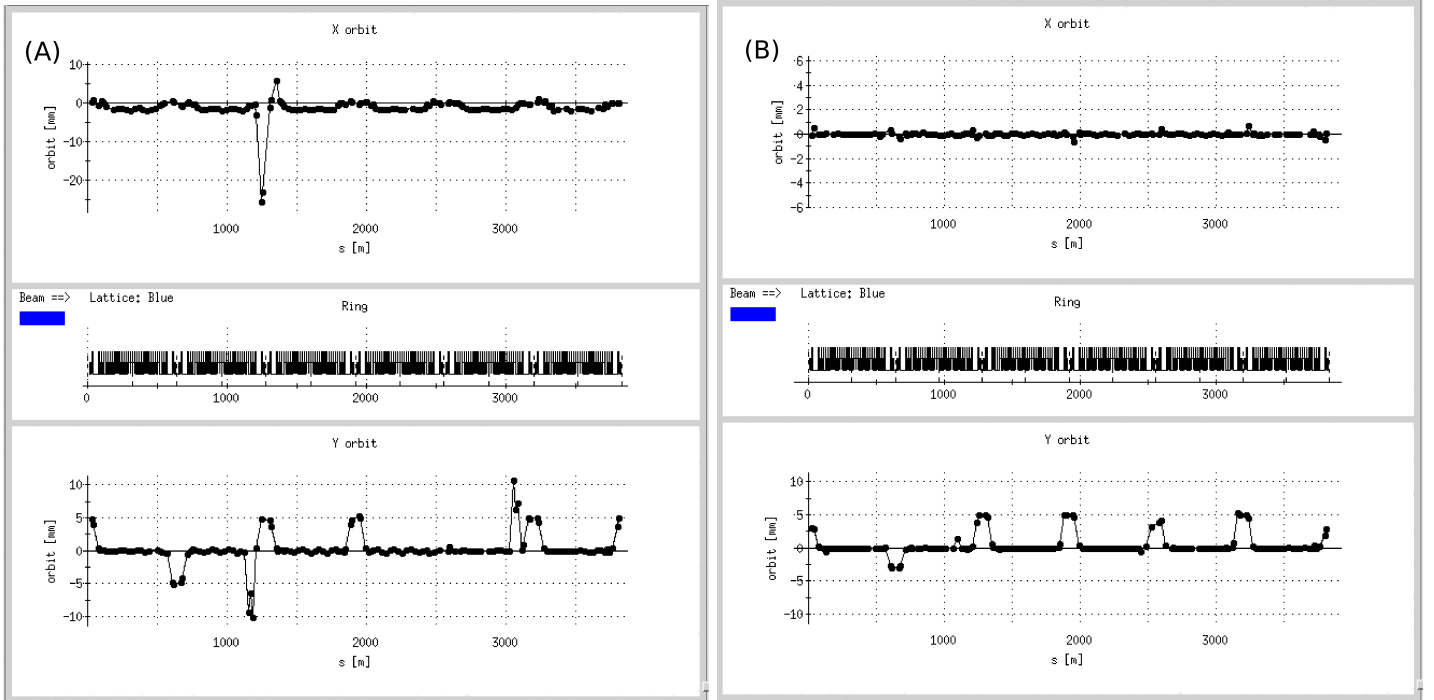 (A)
X orbit
10
0
-10
-20
orbit [mm]
1000 2000 3000
s [m]
Beam ==> Lattice: Blue
Ring
0 1000 2000 3000
Y orbit
10
5
0
-5
-10
orbit [mm]
1000 2000 3000
s [m]
(B)
X orbit
6
4
2
0
-2
-4
-6
orbit [mm]
1000 2000 3000
s [m]
Beam ==> Lattice: Blue
Ring
0 1000 2000 3000
Y orbit
10
5
0
-5
-10
orbit [mm]
1000 2000 3000
s [m]